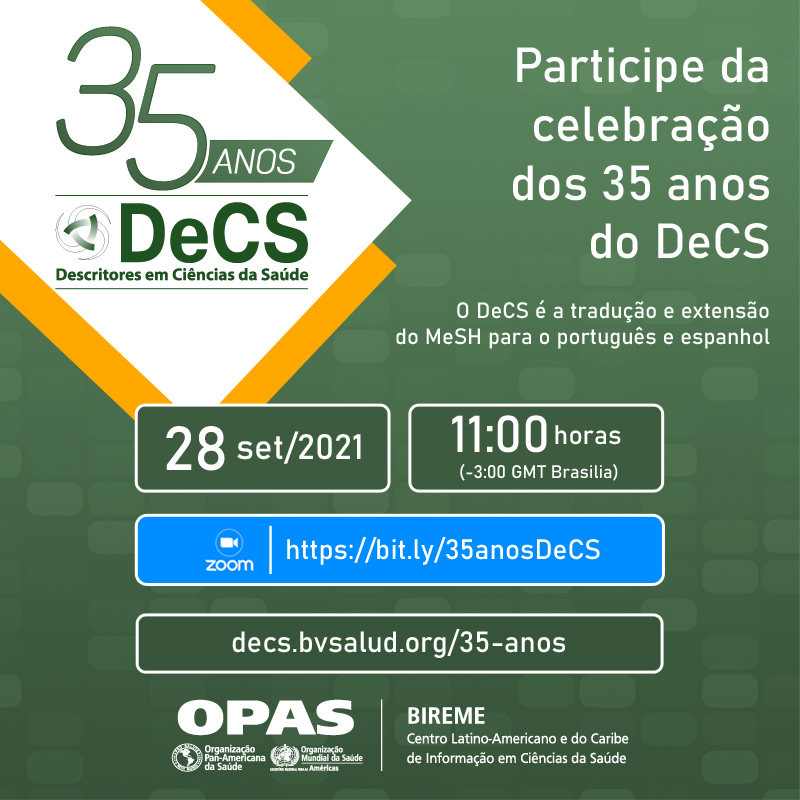 35 ANOS
DeCS
Descritores em Ciências da Saúde
Participe da
celebração
dos 35 anos
do DeCS
O DeCS é a tradução e extensão
do MeSH para o português e espanhol
28 set/2021
11:00 horas
(-3:00 GMT Brasilia)
zoom
https://bit.ly/35anosDeCS
decs.bvsalud.org/35-anos
OPAS
Organização
Pan-Americana
da Saúde
Organização
Mundial da Saúde
Américas
BIREME
Centro Latino-Americano e do Caribe
de Informação em Ciências da Saúde